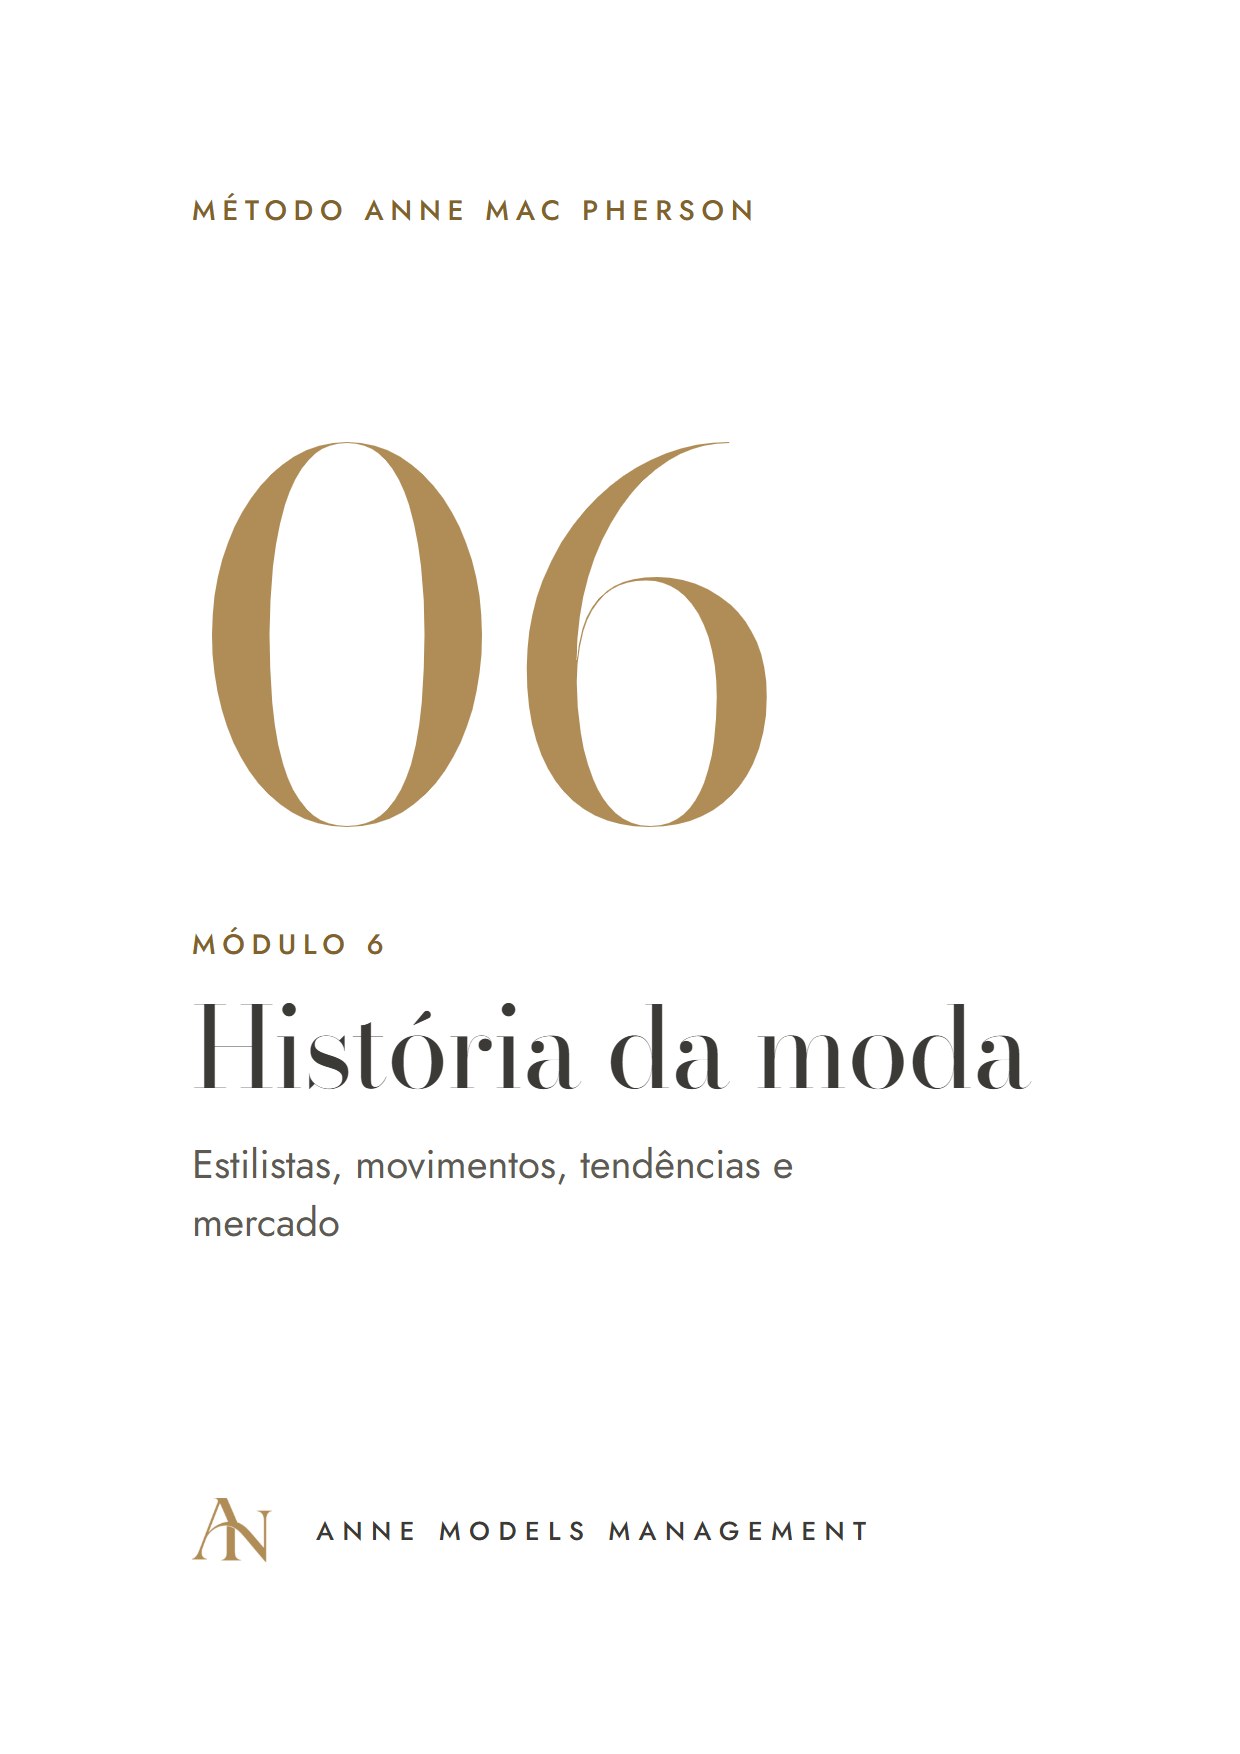 MÉTODO ANNE MAC PHERSON
06
MÓDULO 6
História da moda
Estilistas, movimentos, tendências e
mercado
AN
ANNE MODELS MANAGEMENT